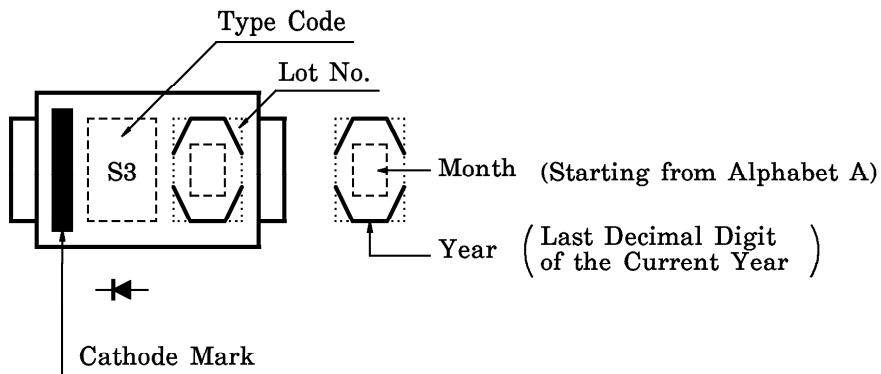 Type Code
Lot No.
S3
Month (Starting from Alphabet A)
Year (Last Decimal Digit
of the Current Year)
Cathode Mark